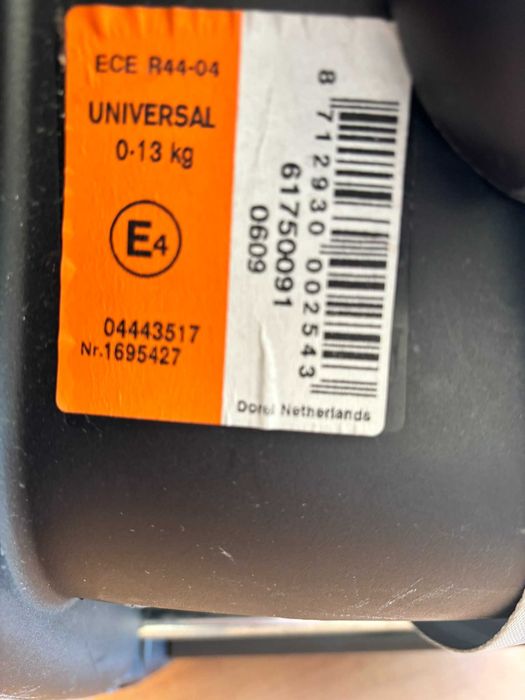 ECE R44-04
UNIVERSAL
0-13 kg
E4
04443517
Nr.1695427
8 712930 002543
61750091
0609
Dorel Netherlands